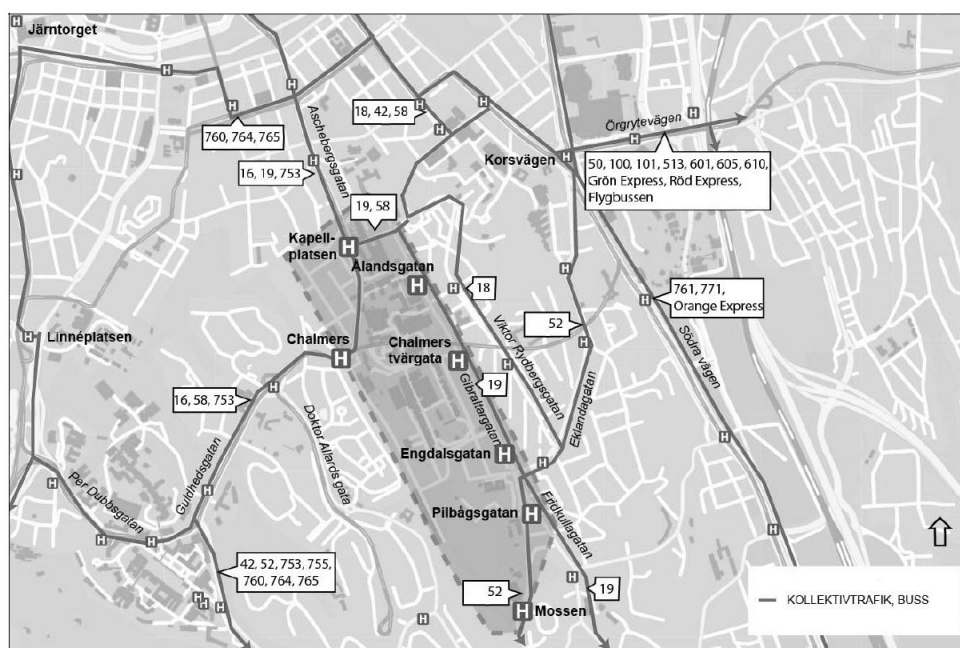 Järntorget
Aschebergsgatan
18, 42, 58
Örgrytevägen
760, 764, 765
Korsvägen
16, 19, 753
50, 100, 101, 513, 601, 605, 610,
Grön Express, Röd Express,
Flygbussen
19, 58
Kapell-
platsen
H
Ålandsgatan
H
18
761, 771,
Orange Express
52
Linnéplatsen
Chalmers
H
Chalmers
tvärgata
H
Viktor Rydbergsgatan
Södra vägen
19
Gibraltargatan
Eklandagatan
16, 58, 753
Doktor Allards gata
Guldhedsgatan
Engdalsgatan
H
Per Dubbsgatan
Pilbågsgatan
H
Fridkullagatan
42, 52, 753, 755,
760, 764, 765
52
19
H
Mossen
KOLLEKTIVTRAFIK, BUSS